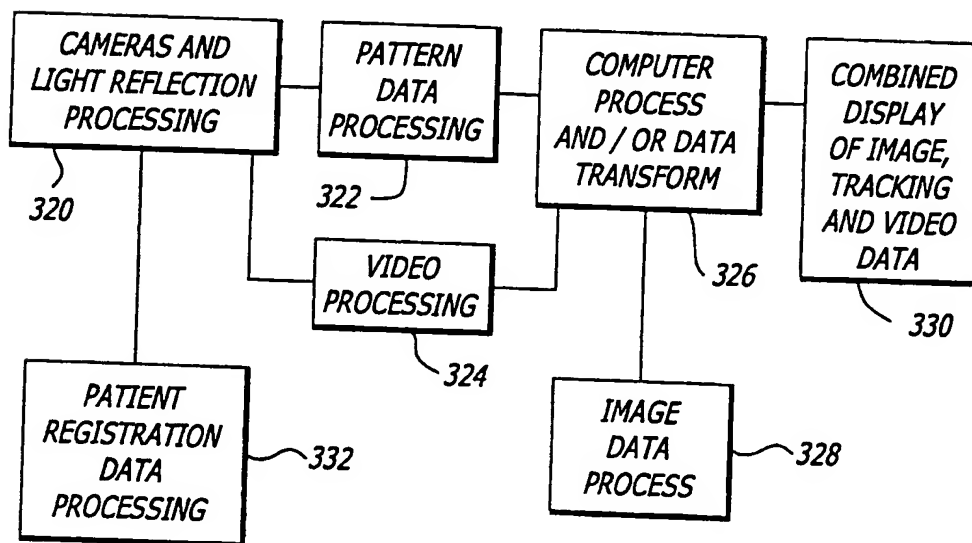 CAMERAS AND
LIGHT REFLECTION
PROCESSING
320
PATTERN
DATA
PROCESSING
322
COMPUTER
PROCESS
AND / OR DATA
TRANSFORM
326
COMBINED
DISPLAY
OF IMAGE,
TRACKING
AND VIDEO
DATA
330
VIDEO
PROCESSING
324
PATIENT
REGISTRATION
DATA
PROCESSING
332
IMAGE
DATA
PROCESS
328